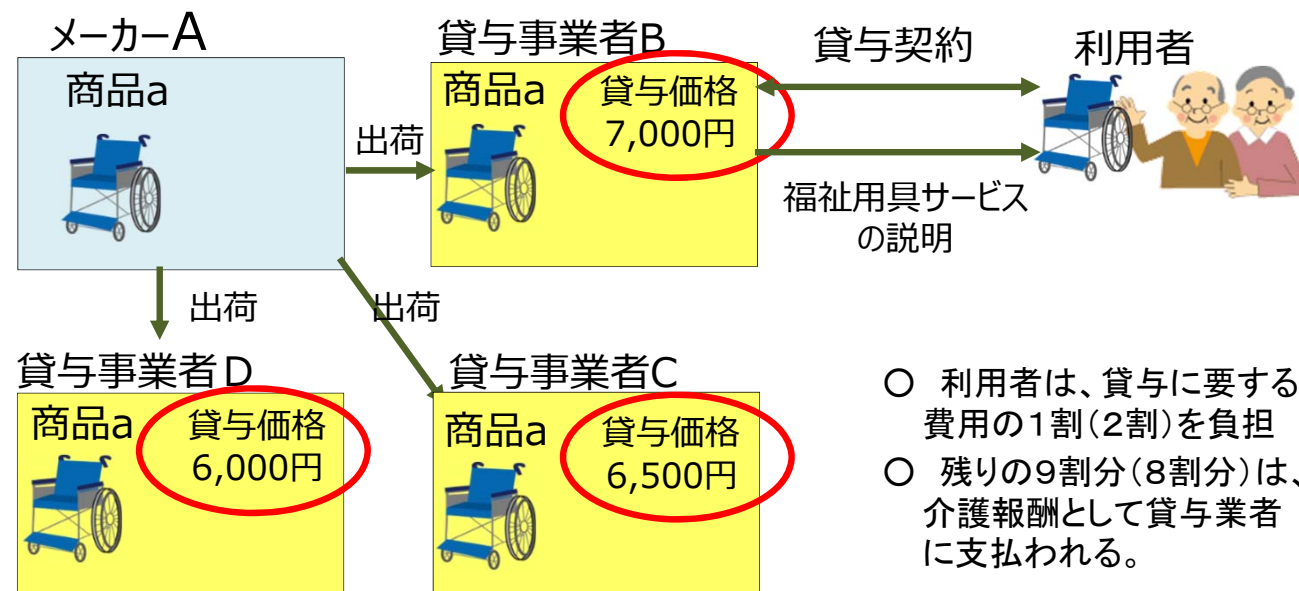 メーカーA
商品a
出荷
貸与事業者B
商品a
貸与価格
7,000円
貸与契約
利用者
福祉用具サービス
の説明
出荷
出荷
貸与事業者D
商品a
貸与価格
6,000円
貸与事業者C
商品a
貸与価格
6,500円
○ 利用者は、貸与に要する
費用の1割(2割)を負担
○ 残りの9割分(8割分)は、
介護報酬として貸与業者
に支払われる。